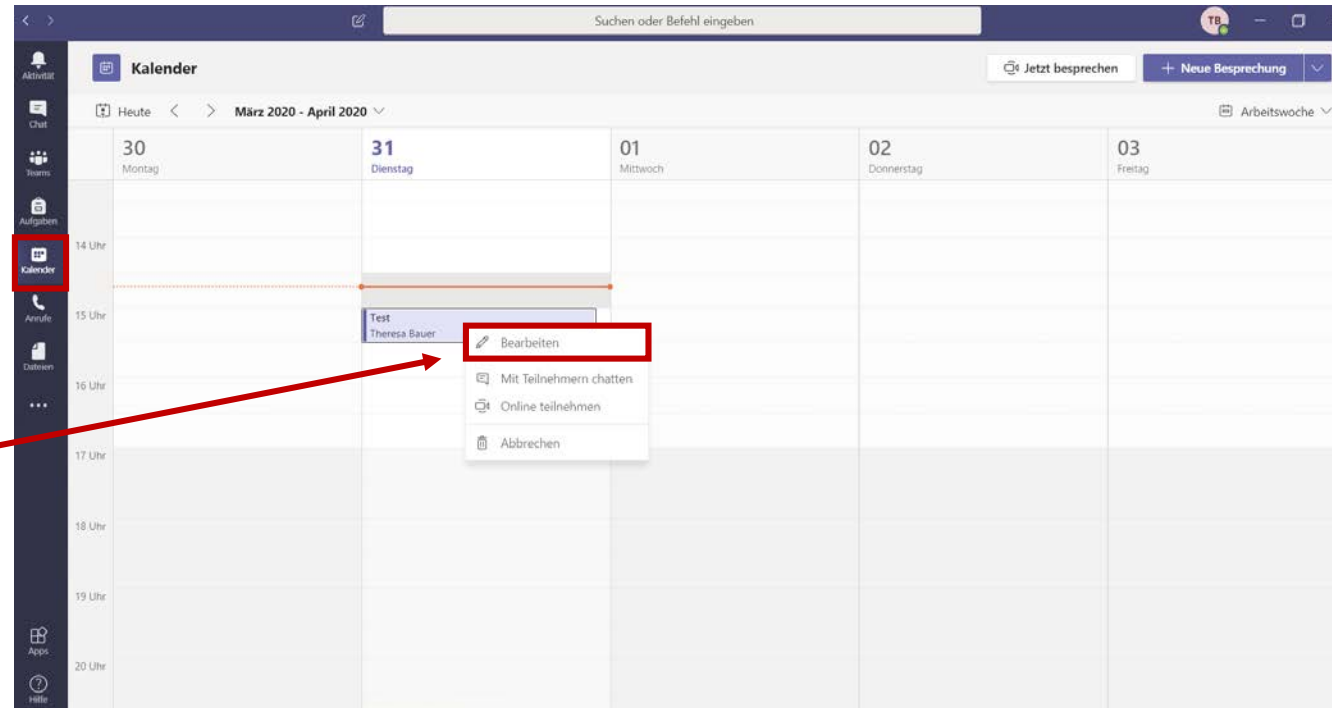 Suchen oder Befehl eingeben
TB
Aktivität
Kalender
Jetzt besprechen
+ Neue Besprechung
Chat
Heute
März 2020 - April 2020
Arbeitswoche
Teams
30
31
01
02
03
Montag
Dienstag
Mittwoch
Donnerstag
Freitag
Aufgaben
14 Uhr
Kalender
Anrufe
15 Uhr
Test
Theresa Bauer
Bearbeiten
Dateien
Mit Teilnehmern chatten
16 Uhr
Online teilnehmen
Abbrechen
17 Uhr
18 Uhr
19 Uhr
Apps
20 Uhr
Hilfe